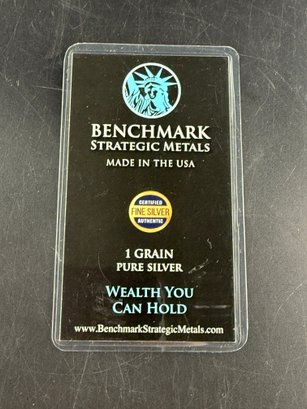 BENCHMARK
STRATEGIC METALS
MADE IN THE USA
CERTIFIED
FINE SILVER
AUTHENTIC
1 GRAIN
PURE SILVER
WEALTH YOU
CAN HOLD
www.BenchmarkStrategicMetals.com